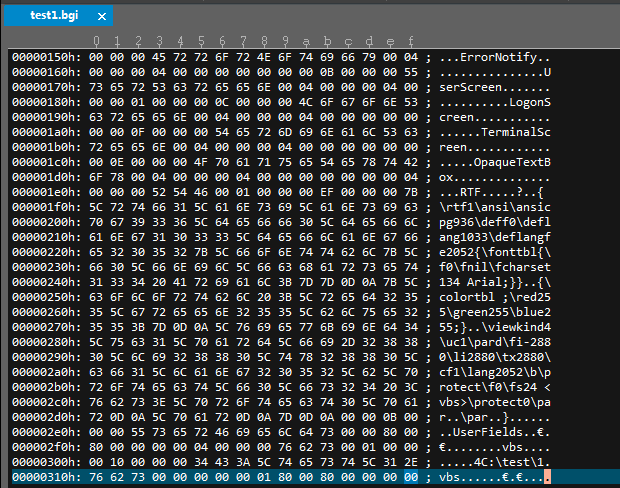 test1.bgi ×
0 1 2 3 4 5 6 7 8 9 a b c d e f
00000150h: 00 00 00 45 72 72 6F 72 4E 6F 74 69 66 79 00 04 ; ...ErrorNotify..
00000160h: 00 00 00 04 00 00 00 00 00 00 00 0B 00 00 00 55 ; ...............U
00000170h: 73 65 72 53 63 72 65 65 6E 00 04 00 00 00 04 00 ; serScreen.......
00000180h: 00 00 01 00 00 00 0C 00 00 00 4C 6F 67 6F 6E 53 ; ..........LogonS
00000190h: 63 72 65 65 6E 00 04 00 00 00 04 00 00 00 00 00 ; creen...........
000001a0h: 00 00 0F 00 00 00 54 65 72 6D 69 6E 61 6C 53 63 ; ......TerminalSc
000001b0h: 72 65 65 6E 00 04 00 00 00 04 00 00 00 00 00 00 ; reen............
000001c0h: 00 0E 00 00 00 4F 70 61 71 75 65 54 65 78 74 42 ; .....OpaqueTextB
000001d0h: 6F 78 00 04 00 00 00 04 00 00 00 00 00 00 00 04 ; ox..............
000001e0h: 00 00 00 52 54 46 00 01 00 00 00 EF 00 00 00 7B ; ...RTF.....?..{
000001f0h: 5C 72 74 66 31 5C 61 6E 73 69 5C 61 6E 73 69 63 ; \rtf1\ansi\ansic
00000200h: 70 67 39 33 36 5C 64 65 66 66 30 5C 64 65 66 6C ; pg936\deff0\defl
00000210h: 61 6E 67 31 30 33 33 5C 64 65 66 6C 61 6E 67 66 ; ang1033\deflangf
00000220h: 65 32 30 35 32 7B 5C 66 6F 6E 74 74 62 6C 7B 5C ; e2052{\fonttbl{\
00000230h: 66 30 5C 66 6E 69 6C 5C 66 63 68 61 72 73 65 74 ; f0\fnil\fcharset
00000240h: 31 33 34 20 41 72 69 61 6C 3B 7D 7D 0D 0A 7B 5C ; 134 Arial;}}..{\
00000250h: 63 6F 6C 6F 72 74 62 6C 20 3B 5C 72 65 64 32 35 ; colortbl ;\red25
00000260h: 35 5C 67 72 65 65 6E 32 35 35 5C 62 6C 75 65 32 ; 5\green255\blue2
00000270h: 35 35 3B 7D 0D 0A 5C 76 69 65 77 6B 69 6E 64 34 ; 55;}..\viewkind4
00000280h: 5C 75 63 31 5C 70 61 72 64 5C 66 69 2D 32 38 38 ; \uc1\pard\fi-288
00000290h: 30 5C 6C 69 32 38 38 30 5C 74 78 32 38 38 30 5C ; 0\li2880\tx2880\
000002a0h: 63 66 31 5C 6C 61 6E 67 32 30 35 32 5C 62 5C 70 ; cf1\lang2052\b\p
000002b0h: 72 6F 74 65 63 74 5C 66 30 5C 66 73 32 34 20 3C ; rotect\f0\fs24 <
000002c0h: 76 62 73 3E 5C 70 72 6F 74 65 63 74 30 5C 70 61 ; vbs>\protect0\pa
000002d0h: 72 0D 0A 5C 70 61 72 0D 0A 7D 0D 0A 00 00 0B 00 ; r..\par..}......
000002e0h: 00 00 55 73 65 72 46 69 65 6C 64 73 00 00 80 00 ; ..UserFields..€.
000002f0h: 80 00 00 00 00 04 00 00 00 76 62 73 00 01 00 00 ; €........vbs....
00000300h: 00 10 00 00 00 34 43 3A 5C 74 65 73 74 5C 31 2E ; .....4C:\test\1.
00000310h: 76 62 73 00 00 00 00 00 01 80 00 80 00 00 00 00 ; vbs......€.€....